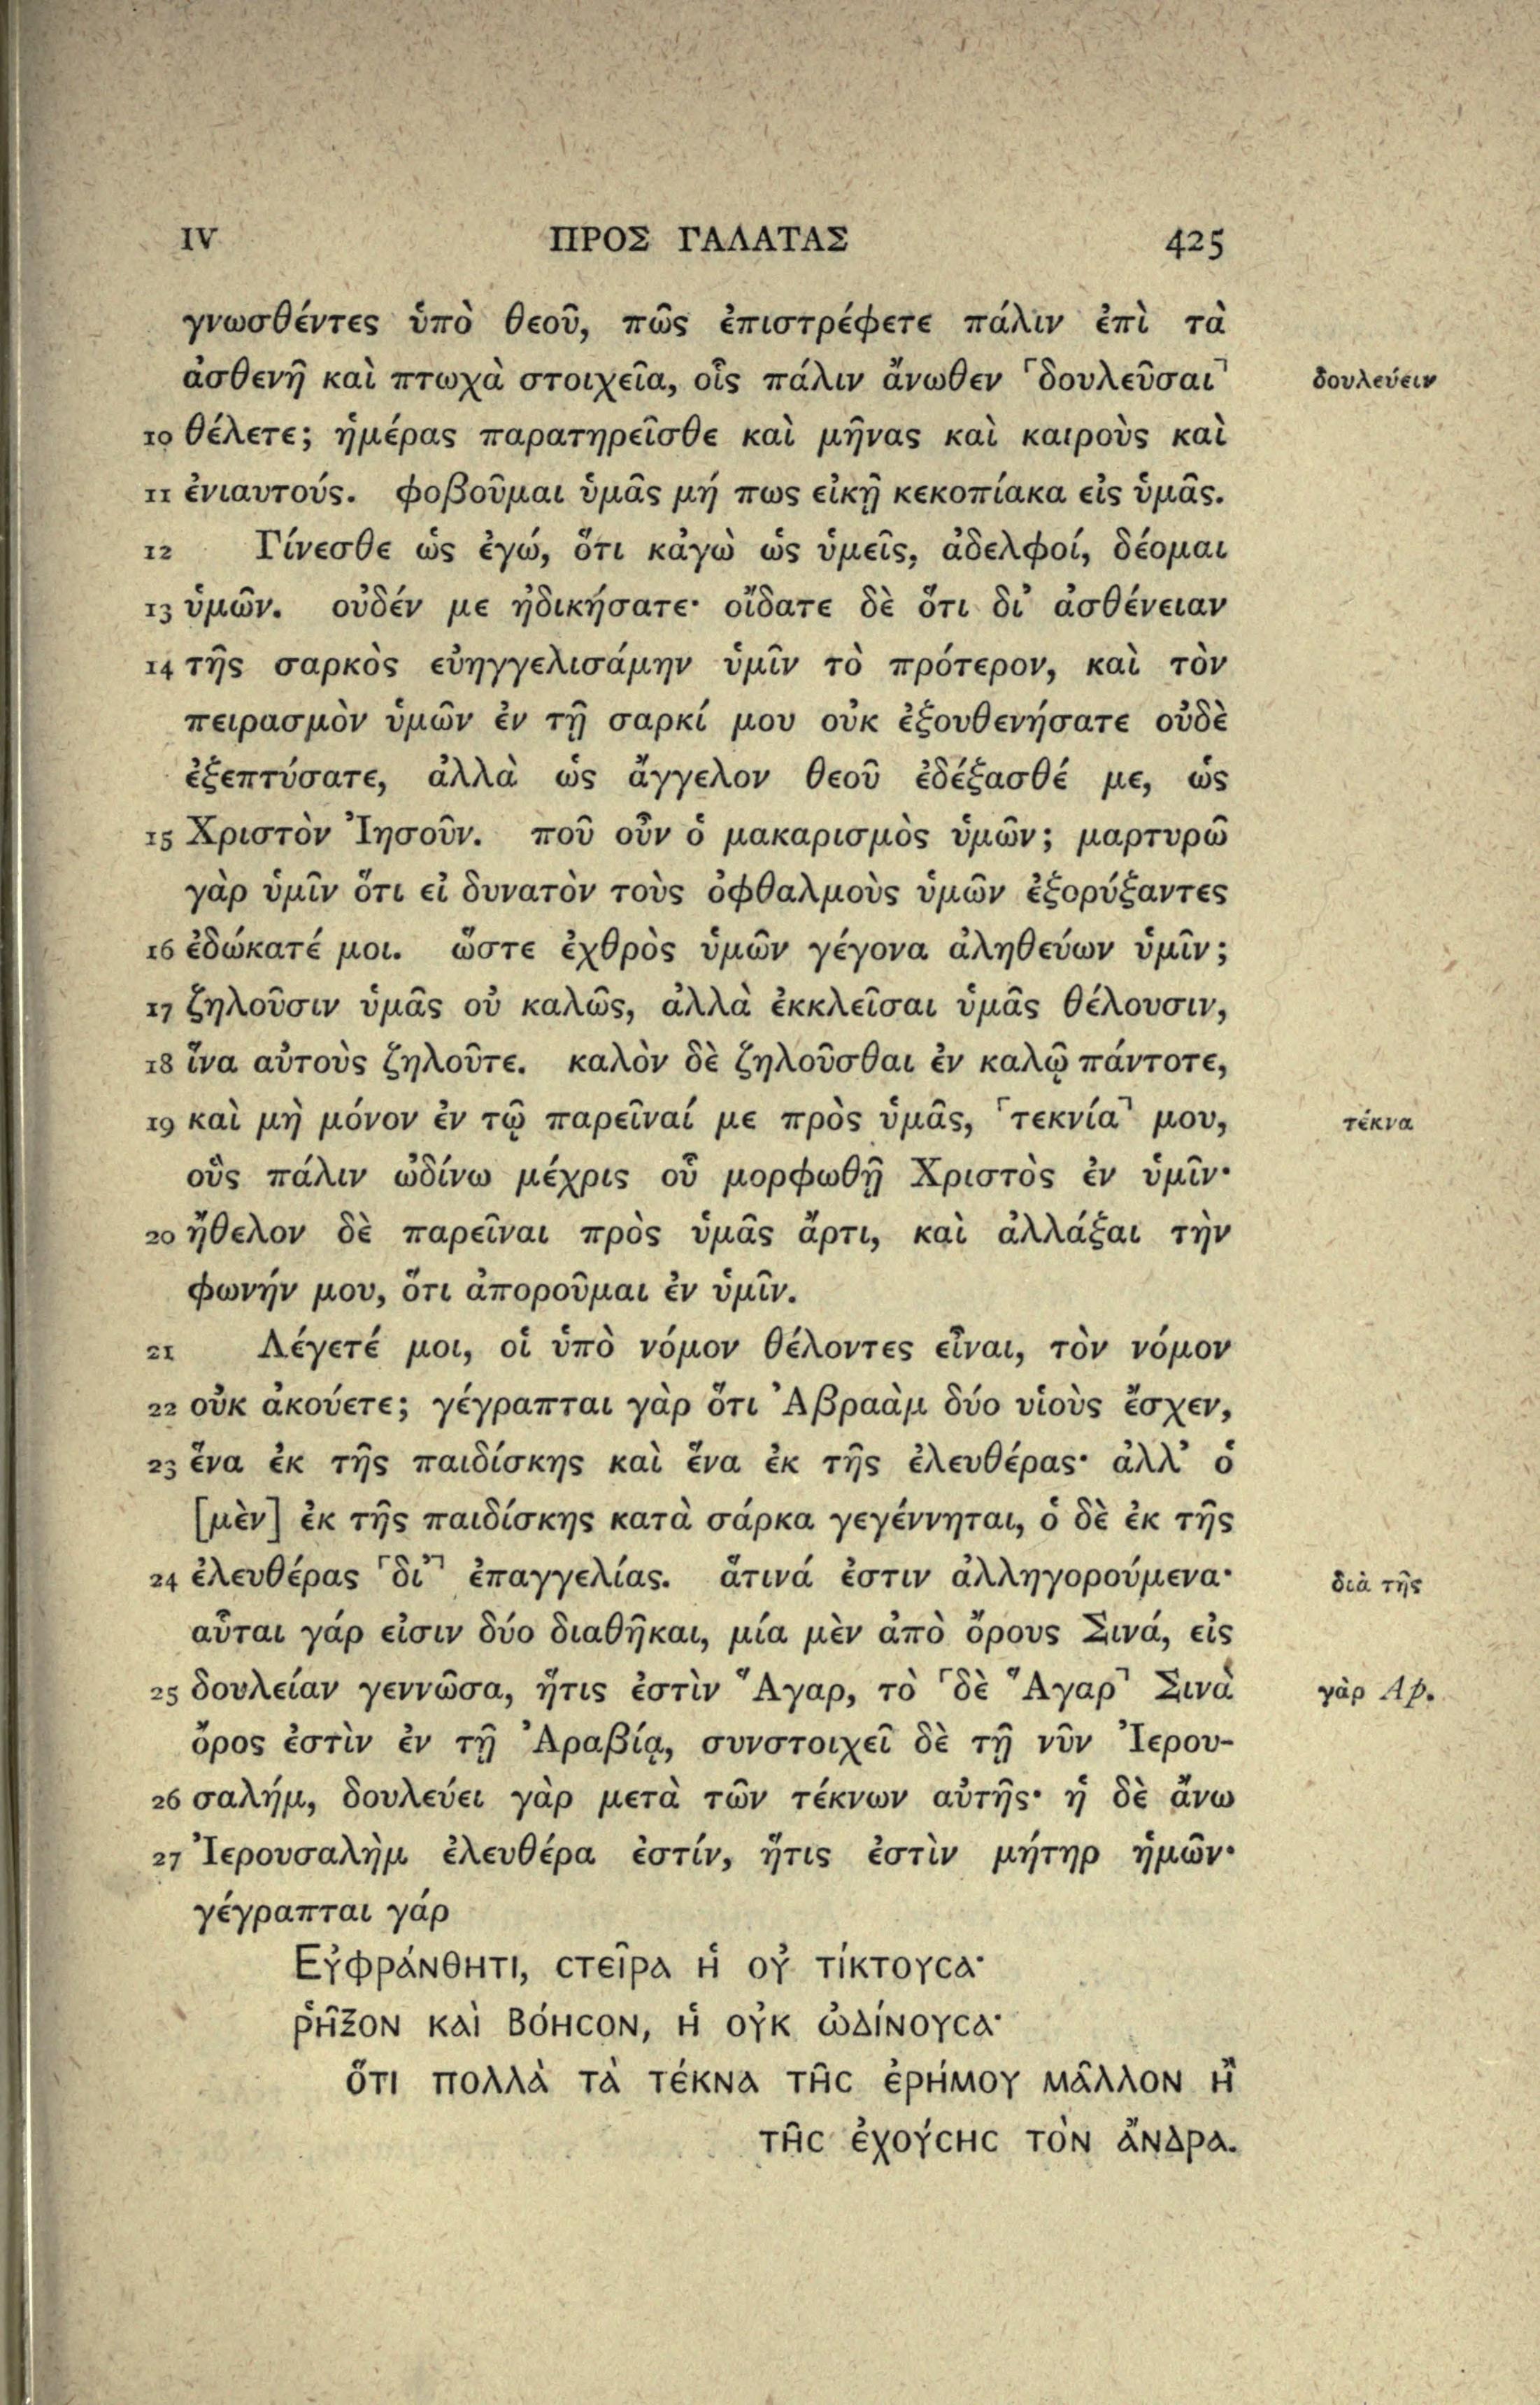 IV ΠΡΟΣ ΓΑΛΑΤΑΣ 425
γνωσθέντες ὑπὸ θεοῦ, πῶς ἐπιστρέφετε πάλιν ἐπὶ τὰ
ἀσθενῆ καὶ πτωχὰ στοιχεῖα, οἷς πάλιν ἄνωθεν ⸢δουλεῦσαι⸣ δουλεύειν
10 θέλετε; ἡμέρας παρατηρεῖσθε καὶ μῆνας καὶ καιροὺς καὶ
11 ἐνιαυτούς. φοβοῦμαι ὑμᾶς μή πως εἰκῇ κεκοπίακα εἰς ὑμᾶς.
12 Γίνεσθε ὡς ἐγώ, ὅτι κἀγὼ ὡς ὑμεῖς, ἀδελφοί, δέομαι
13 ὑμῶν. οὐδέν με ἠδικήσατε· οἴδατε δὲ ὅτι δι᾿ ἀσθένειαν
14 τῆς σαρκὸς εὐηγγελισάμην ὑμῖν τὸ πρότερον, καὶ τὸν
πειρασμὸν ὑμῶν ἐν τῇ σαρκί μου οὐκ ἐξουθενήσατε οὐδὲ
ἐξεπτύσατε, ἀλλὰ ὡς ἄγγελον θεοῦ ἐδέξασθέ με, ὡς
15 Χριστὸν Ἰησοῦν. ποῦ οὖν ὁ μακαρισμὸς ὑμῶν; μαρτυρῶ
γὰρ ὑμῖν ὅτι εἰ δυνατὸν τοὺς ὀφθαλμοὺς ὑμῶν ἐξορύξαντες
16 ἐδώκατέ μοι. ὥστε ἐχθρὸς ὑμῶν γέγονα ἀληθεύων ὑμῖν;
17 ζηλοῦσιν ὑμᾶς οὐ καλῶς, ἀλλὰ ἐκκλεῖσαι ὑμᾶς θέλουσιν,
18 ἵνα αὐτοὺς ζηλοῦτε. καλὸν δὲ ζηλοῦσθαι ἐν καλῷ πάντοτε,
19 καὶ μὴ μόνον ἐν τῷ παρεῖναί με πρὸς ὑμᾶς, ⸢τεκνία⸣ μου, τέκνα
οὓς πάλιν ὠδίνω μέχρις οὗ μορφωθῇ Χριστὸς ἐν ὑμῖν·
20 ἤθελον δὲ παρεῖναι πρὸς ὑμᾶς ἄρτι, καὶ ἀλλάξαι τὴν
φωνήν μου, ὅτι ἀποροῦμαι ἐν ὑμῖν.
21 Λέγετέ μοι, οἱ ὑπὸ νόμον θέλοντες εἶναι, τὸν νόμον
22 οὐκ ἀκούετε; γέγραπται γὰρ ὅτι Ἀβραὰμ δύο υἱοὺς ἔσχεν,
23 ἕνα ἐκ τῆς παιδίσκης καὶ ἕνα ἐκ τῆς ἐλευθέρας· ἀλλ᾿ ὁ
[μὲν] ἐκ τῆς παιδίσκης κατὰ σάρκα γεγέννηται, ὁ δὲ ἐκ τῆς
24 ἐλευθέρας ⸢δι᾿⸣ ἐπαγγελίας. ἅτινά ἐστιν ἀλληγορούμενα· διὰ τῆς
αὗται γάρ εἰσιν δύο διαθῆκαι, μία μὲν ἀπὸ ὄρους Σινά, εἰς
25 δουλείαν γεννῶσα, ἥτις ἐστὶν Ἅγαρ, τὸ ⸢δὲ Ἅγαρ⸣ Σινὰ γὰρ Ap.
ὄρος ἐστὶν ἐν τῇ Ἀραβίᾳ, συνστοιχεῖ δὲ τῇ νῦν Ἰερου-
26 σαλήμ, δουλεύει γὰρ μετὰ τῶν τέκνων αὐτῆς· ἡ δὲ ἄνω
27 Ἰερουσαλὴμ ἐλευθέρα ἐστίν, ἥτις ἐστὶν μήτηρ ἡμῶν·
γέγραπται γάρ
Εὐφράνθητι, στεῖρα ἡ οὐ τίκτουσα·
ῥῆξον καὶ βόησον, ἡ οὐκ ὠδίνουσα·
ὅτι πολλὰ τὰ τέκνα τῆς ἐρήμου μᾶλλον ἢ
τῆς ἐχούσης τὸν ἄνδρα.